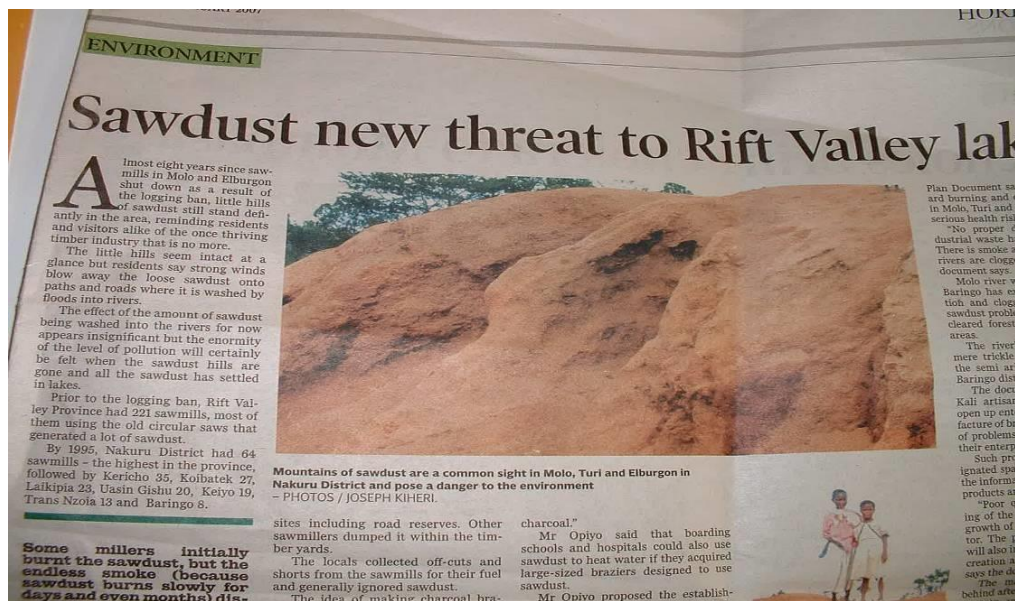 2007
ENVIRONMENT
Sawdust new threat to Rift Valley
Almost eight years since saw-
mills in Molo and Elburgon
shut down as a result of
the logging ban, little hills
of sawdust still stand defi-
antly in the area, reminding residents
and visitors alike of the once thriving
timber industry that is no more.
The little hills seem intact at a
glance but residents say strong winds
blow away the loose sawdust onto
paths and roads where it is washed by
floods into rivers.
The effect of the amount of sawdust
being washed into the rivers for now
appears insignificant but the enormity
of the level of pollution will certainly
be felt when the sawdust hills are
gone and all the sawdust has settled
in lakes.
Prior to the logging ban, Rift Val-
ley Province had 221 sawmills, most of
them using the old circular saws that
generated a lot of sawdust.
By 1995, Nakuru District had 64
sawmills – the highest in the province,
followed by Kericho 35, Koibatek 27,
Laikipia 23, Uasin Gishu 20, Keiyo 19,
Trans Nzoia 13 and Baringo 8.
Some millers initially
burnt the sawdust, but the
endless smoke (because
sawdust burns slowly for
days and even months) dis-
Mountains of sawdust are a common sight in Molo, Turi and Elburgon in
Nakuru District and pose a danger to the environment
– PHOTOS / JOSEPH KIHERI.
sites including road reserves. Other
sawmillers dumped it within the tim-
ber yards.
The locals collected off-cuts and
shorts from the sawmills for their fuel
and generally ignored sawdust.
The idea of making charcoal bra-
charcoal."
Mr Opiyo said that boarding
schools and hospitals could also use
sawdust to heat water if they acquired
large-sized braziers designed to use
sawdust.
Mr Opiyo proposed the establish-
Plan Document
ard burning and
in Molo, Turi and
serious health
"No proper
dustrial waste
There is smoke
rivers are
document says.
Molo river
Baringo has
tion and
sawdust
cleared
areas.
The
mere trickle
the semi
Baringo
The
Kali
open up
facture of
of problems
their
Such
ignated
the
products
"Poor
ing of the
growth of
tor. The
will also
creation
says the
The
behind